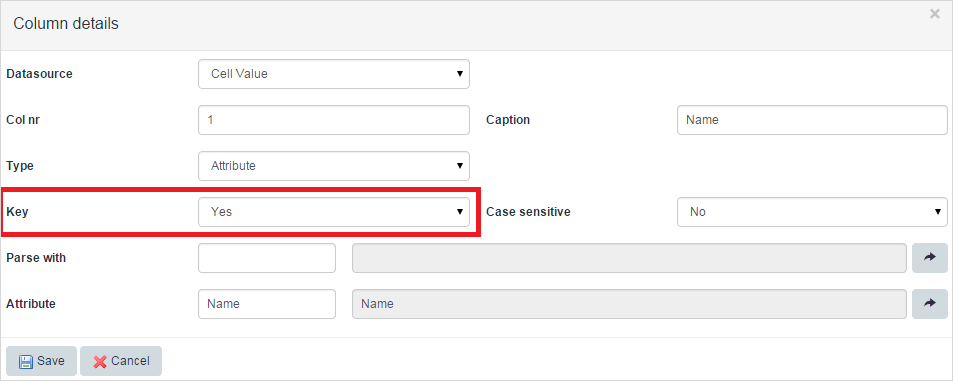 Column details ×
Datasource Cell Value
Col nr 1 Caption Name
Type Attribute
Key Yes Case sensitive No
Parse with
Attribute Name Name
Save Cancel